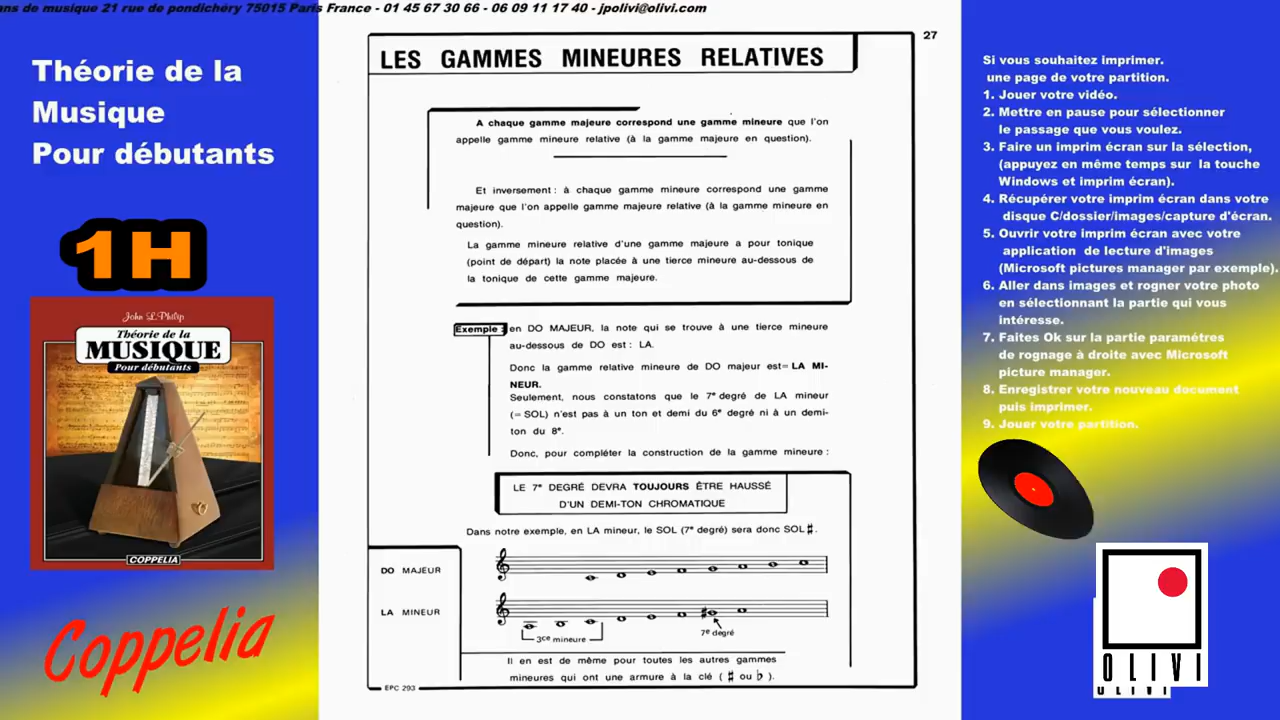 ans de musique 21 rue de pondichéry 75015 Paris France - 01 45 67 30 66 - 06 09 11 17 40 - jpolivi@olivi.com
Théorie de la
Musique
Pour débutants
1H
John L. Philip
Théorie de la
MUSIQUE
Pour débutants
COPPELIA
Coppelia
27
LES GAMMES MINEURES RELATIVES
A chaque gamme majeure correspond une gamme mineure que l'on
appelle gamme mineure relative (à la gamme majeure en question).
Et inversement : à chaque gamme mineure correspond une gamme
majeure que l'on appelle gamme majeure relative (à la gamme mineure en
question).
La gamme mineure relative d'une gamme majeure a pour tonique
(point de départ) la note placée à une tierce mineure au-dessous de
la tonique de cette gamme majeure.
Exemple : en DO MAJEUR, la note qui se trouve à une tierce mineure
au-dessous de DO est : LA.
Donc la gamme relative mineure de DO majeur est= LA MI-
NEUR.
Seulement, nous constatons que le 7e degré de LA mineur
(= SOL) n'est pas à un ton et demi du 6e degré ni à un demi-
ton du 8e.
Donc, pour compléter la construction de la gamme mineure :
LE 7e DEGRÉ DEVRA TOUJOURS ÊTRE HAUSSÉ
D'UN DEMI-TON CHROMATIQUE
Dans notre exemple, en LA mineur, le SOL (7e degré) sera donc SOL♯.
DO MAJEUR
LA MINEUR
3ce mineure
7e degré
Il en est de même pour toutes les autres gammes
mineures qui ont une armure à la clé ( ♯ ou ♭ ).
EPC 293
Si vous souhaitez imprimer.
une page de votre partition.
1. Jouer votre vidéo.
2. Mettre en pause pour sélectionner
le passage que vous voulez.
3. Faire un imprim écran sur la sélection,
(appuyez en même temps sur la touche
Windows et imprim écran).
4. Récupérer votre imprim écran dans votre
disque C/dossier/images/capture d'écran.
5. Ouvrir votre imprim écran avec votre
application de lecture d'images
(Microsoft pictures manager par exemple).
6. Aller dans images et rogner votre photo
en sélectionnant la partie qui vous
intéresse.
7. Faites Ok sur la partie paramétres
de rognage à droite avec Microsoft
picture manager.
8. Enregistrer votre nouveau document
puis imprimer.
9. Jouer votre partition.
OLIVI
OLIVI